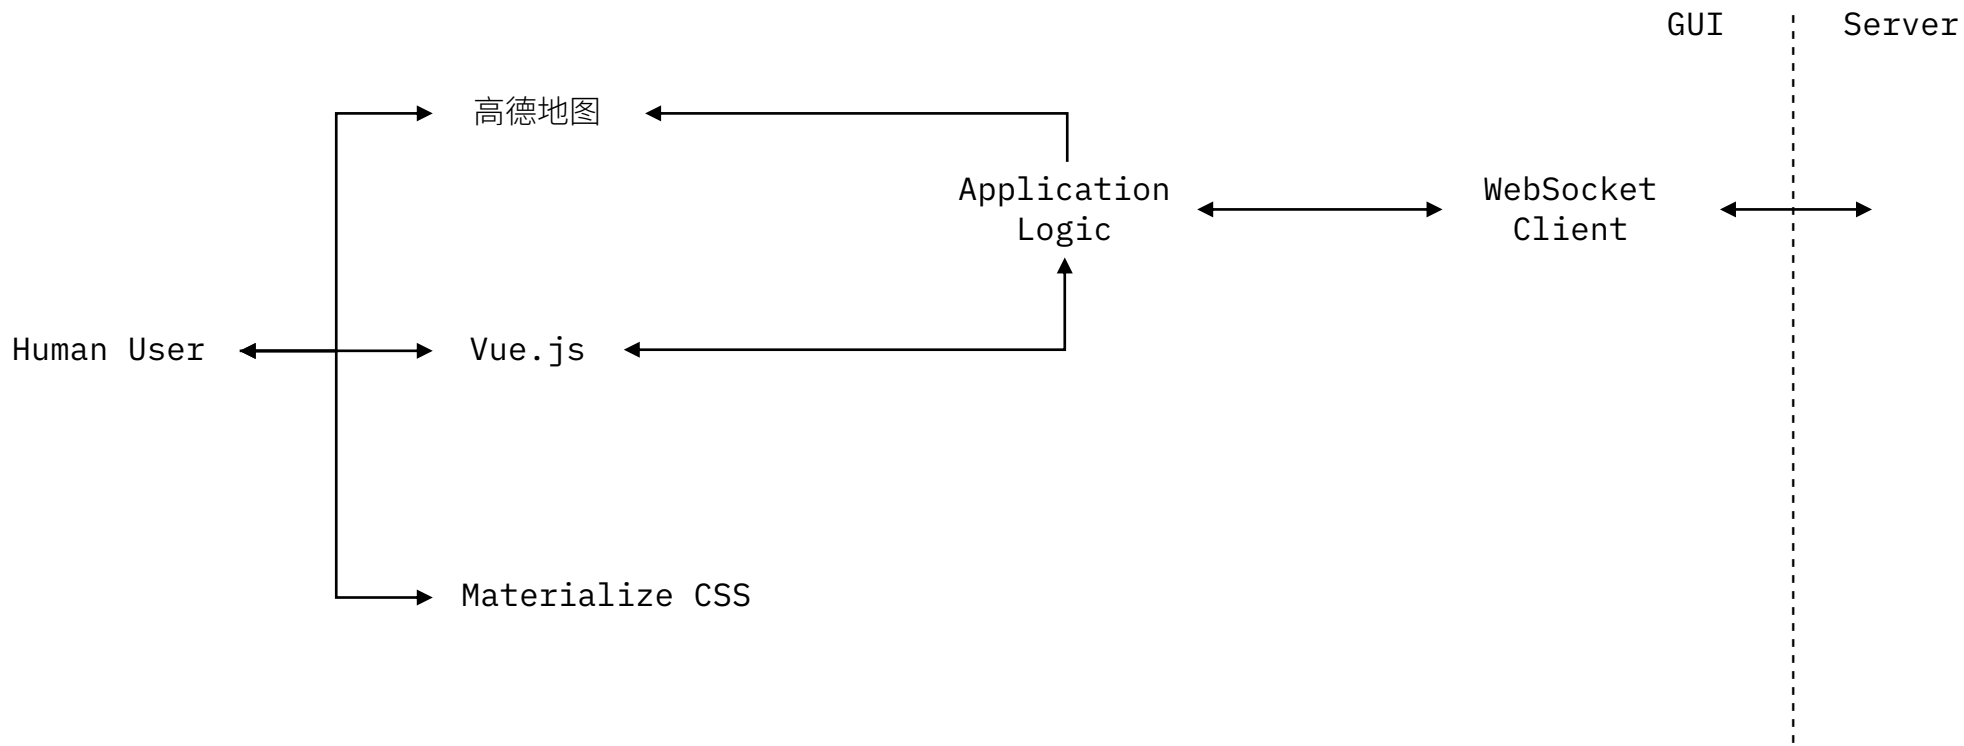 GUI
Server
高德地图
Application
Logic
WebSocket
Client
Human User
Vue.js
Materialize CSS